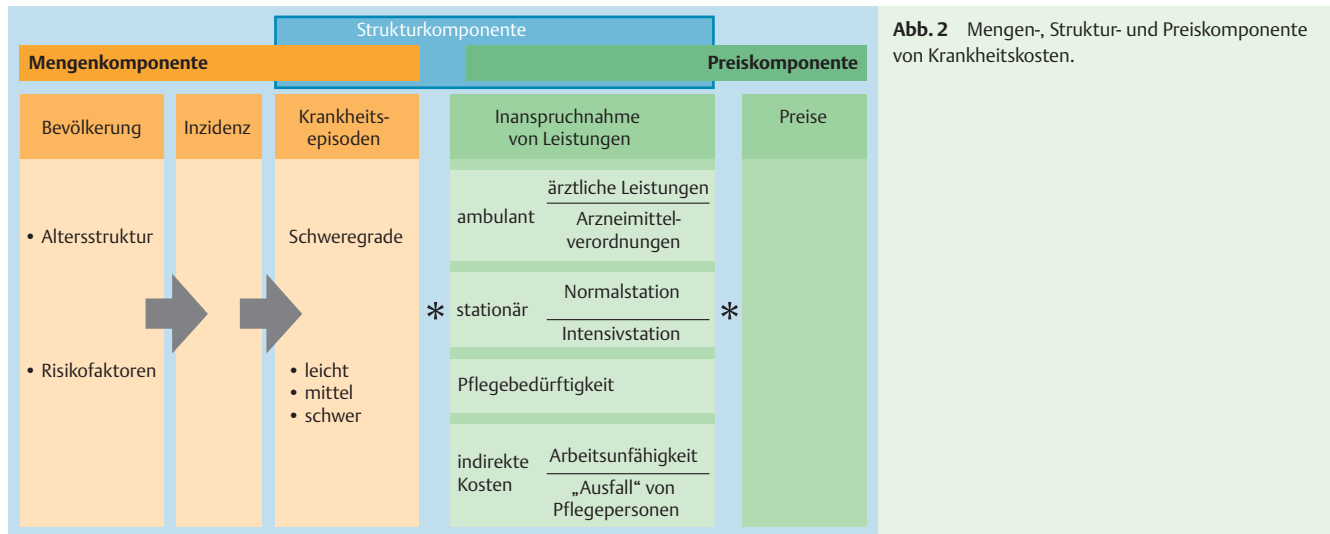 Strukturkomponente
Mengenkomponente
Preiskomponente
Bevölkerung
Inzidenz
Krankheits-
episoden
Inanspruchnahme
von Leistungen
Preise
• Altersstruktur
• Risikofaktoren
Schweregrade
• leicht
• mittel
• schwer
*
ambulant
ärztliche Leistungen
Arzneimittel-
verordnungen
stationär
Normalstation
Intensivstation
Pflegebedürftigkeit
indirekte
Kosten
Arbeitsunfähigkeit
„Ausfall“ von
Pflegepersonen
*
Abb. 2 Mengen-, Struktur- und Preiskomponente
von Krankheitskosten.